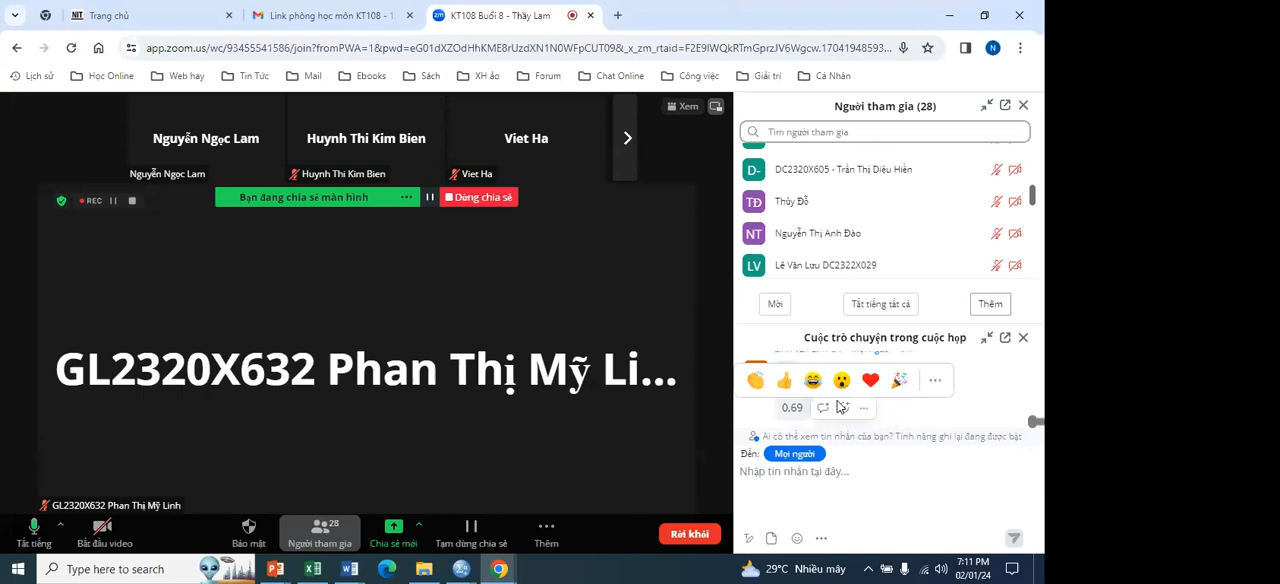 Trang chủ
Link phòng học môn KT108 - 1
KT108 Buổi 8 - Thầy Lam
app.zoom.us/wc/93455541586/join?fromPWA=1&pwd=eG01dXZOdHhKME8rUzdXN1N0WFpCUT09&_x_zm_rtaid=F2E9IWQkRTmGprzJV6Wgcw.17041948593...
N
Lịch sử
Học Online
Web hay
Tin Tức
Mail
Ebooks
Sách
XH ảo
Forum
Chat Online
Công việc
Giải trí
Cá Nhân
Xem
Nguyễn Ngọc Lam
Huynh Thi Kim Bien
Viet Ha
Nguyễn Ngọc Lam
Huynh Thi Kim Bien
Viet Ha
REC
Bạn đang chia sẻ màn hình
Dừng chia sẻ
GL2320X632 Phan Thị Mỹ Li...
GL2320X632 Phan Thị Mỹ Linh
Tắt tiếng
Bắt đầu video
Bảo mật
28
Người tham gia
Chia sẻ mới
Tạm dừng chia sẻ
Thêm
Rời khỏi
Người tham gia (28)
Tìm người tham gia
D-
DC2320X605 - Trần Thị Diệu Hiền
TĐ
Thủy Đỗ
NT
Nguyễn Thị Anh Đào
LV
Lê Văn Lưu DC2322X029
Mời
Tắt tiếng tất cả
Thêm
Cuộc trò chuyện trong cuộc họp
0.69
Ai có thể xem tin nhắn của bạn? Tính năng ghi lại đang được bật
Đến:
Mọi người
Nhập tin nhắn tại đây...
Type here to search
29°C
Nhiều mây
7:11 PM
02/01/24